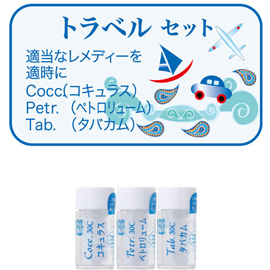 トラベル セット
適当なレメディーを
適時に
Cocc.(コキュラス)
Petr. (ペトロリューム)
Tab. (タバカム)
Cocc. 30C
コキュラス
Petr. 30C
ペトロリューム
Tab. 30C
タバカム